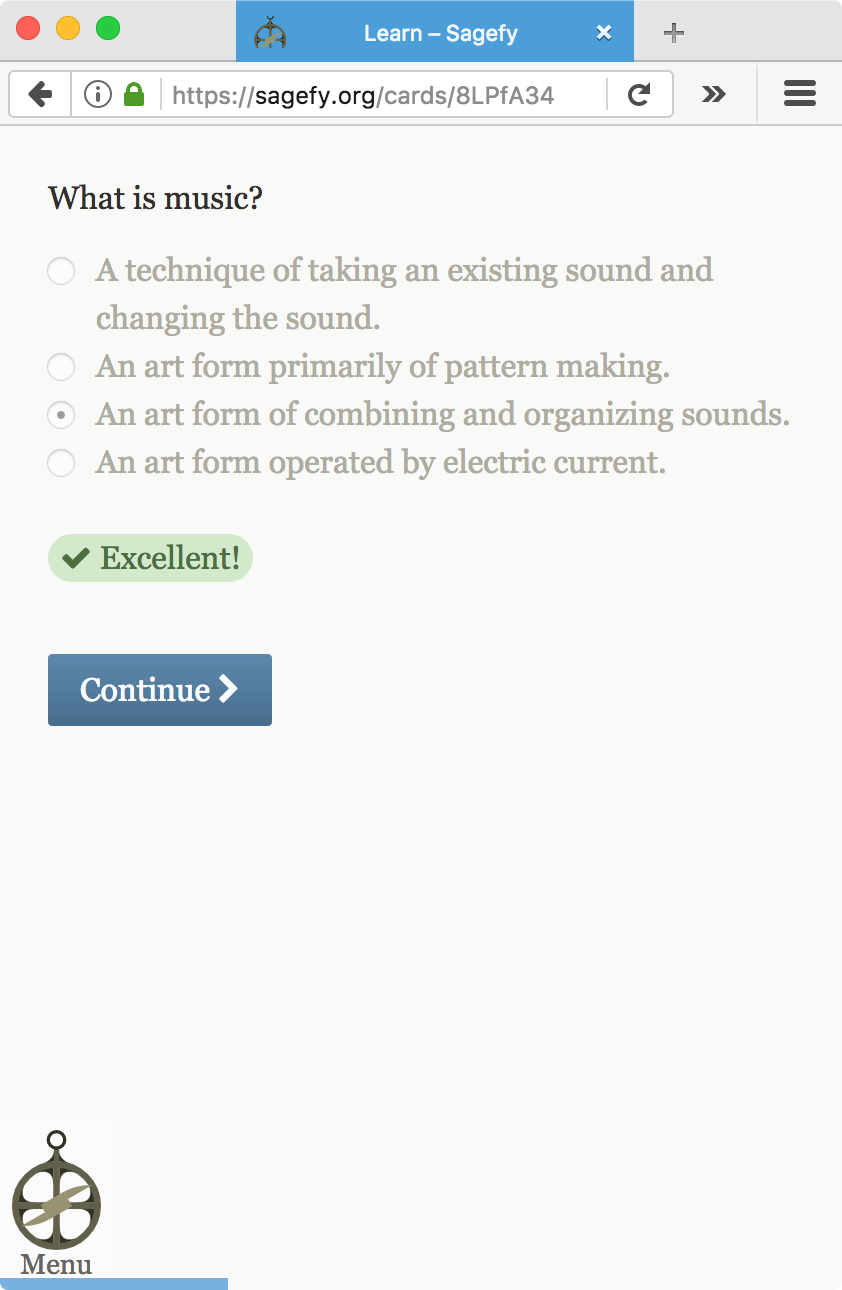 Learn – Sagefy
https://sagefy.org/cards/8LPfA34
What is music?
A technique of taking an existing sound and
changing the sound.
An art form primarily of pattern making.
An art form of combining and organizing sounds.
An art form operated by electric current.
Excellent!
Continue
Menu